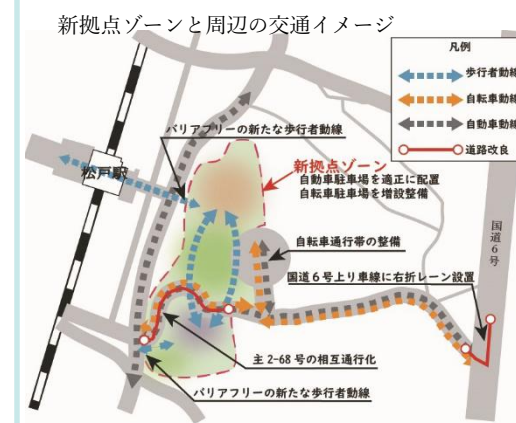 新拠点ゾーンと周辺の交通イメージ
凡例
歩行者動線
自転車動線
自動車動線
道路改良
バリアフリーの新たな歩行者動線
松戸駅
新拠点ゾーン
自動車駐車場を適正に配置
自転車駐車場を増設整備
国道6号
自転車通行帯の整備
国道6号上り車線に右折レーン設置
主2-68号の相互通行化
バリアフリーの新たな歩行者動線